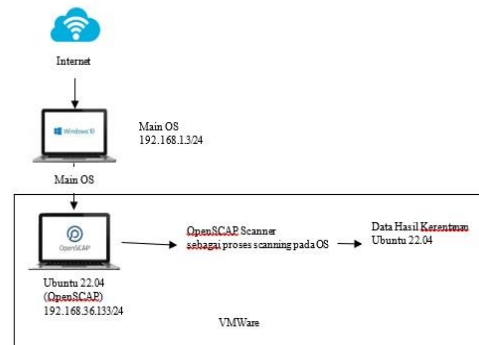 Internet
Windows 10
Main OS
192.168.1.3/24
Main OS
OpenSCAP
OpenSCAP Scanner
sebagai proses scanning pada OS
Data Hasil Kerentanan
Ubuntu 22.04
Ubuntu 22.04
(OpenSCAP)
192.168.36.133/24
VMWare